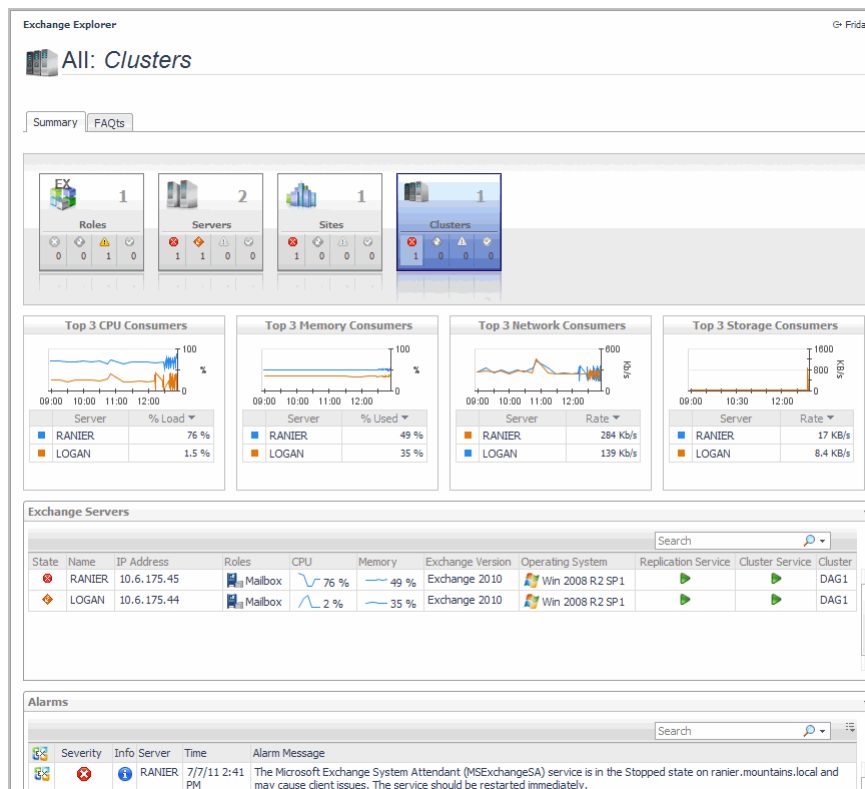 Exchange Explorer
Frida
All: Clusters
Summary FAQts
EX 1 2 1 1
Roles Servers Sites Clusters
0 0 1 0 1 1 0 0 1 0 0 0 1 0 0 0
Top 3 CPU Consumers Top 3 Memory Consumers Top 3 Network Consumers Top 3 Storage Consumers
100 100 600 1600
% % Kb/s 800 KB/s
0 0 0 0
09:00 10:00 11:00 12:00 09:00 10:00 11:00 12:00 09:00 10:00 11:00 12:00 09:00 10:30 12:00
Server % Load Server % Used Server Rate Server Rate
RANIER 76 % RANIER 49 % RANIER 284 Kb/s RANIER 17 KB/s
LOGAN 1.5 % LOGAN 35 % LOGAN 139 Kb/s LOGAN 8.4 KB/s
Exchange Servers
Search
State Name IP Address Roles CPU Memory Exchange Version Operating System Replication Service Cluster Service Cluster
RANIER 10.6.175.45 Mailbox 76 % 49 % Exchange 2010 Win 2008 R2 SP1 DAG1
LOGAN 10.6.175.44 Mailbox 2 % 35 % Exchange 2010 Win 2008 R2 SP1 DAG1
Alarms
Search
Severity Info Server Time Alarm Message
RANIER 7/7/11 2:41 The Microsoft Exchange System Attendant (MSExchangeSA) service is in the Stopped state on ranier.mountains.local and
PM may cause client issues. The service should be restarted immediately.